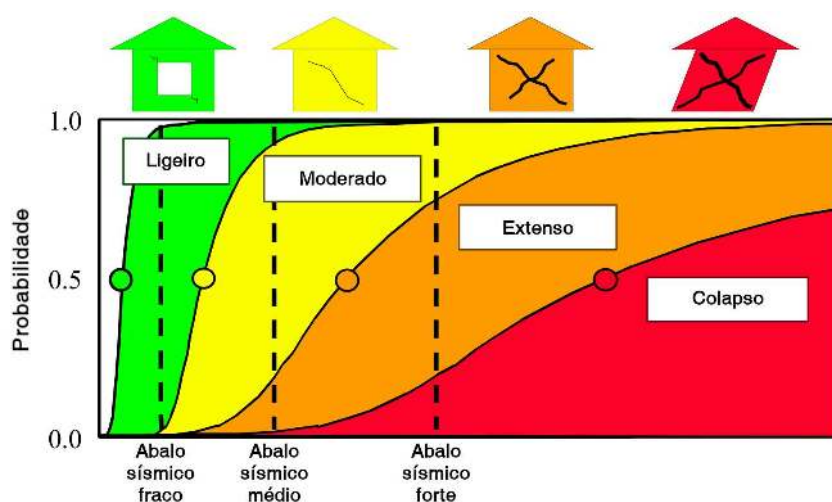 1.0
Ligeiro
Moderado
Extenso
0.5
Colapso
Probabilidade
0.0
Abalo
sísmico
fraco
Abalo
sísmico
médio
Abalo
sísmico
forte